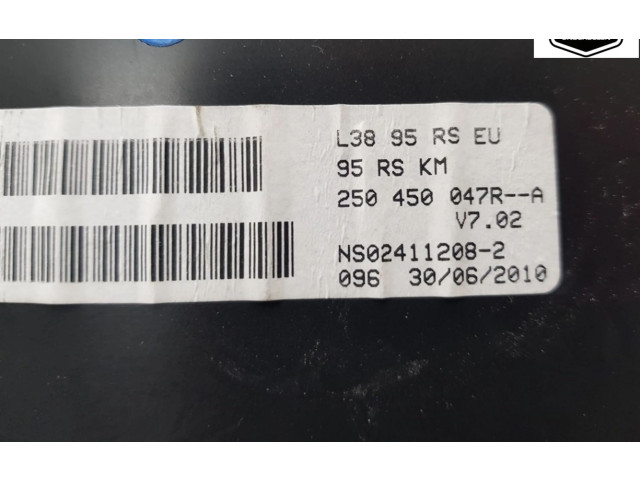 L38 95 RS EU
95 RS KM
250 450 047R--A
V7.02
NS02411208-2
096 30/06/2010